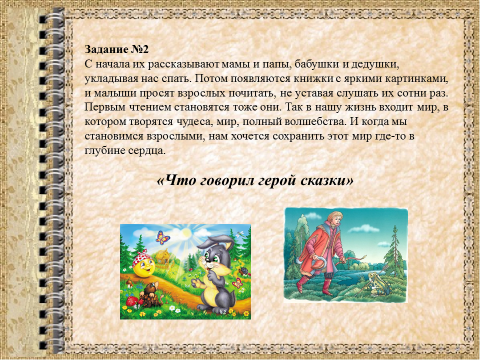 Задание №2
С начала их рассказывают мамы и папы, бабушки и дедушки,
укладывая нас спать. Потом появляются книжки с яркими картинками,
и малыши просят взрослых почитать, не уставая слушать их сотни раз.
Первым чтением становятся тоже они. Так в нашу жизнь входит мир, в
котором творятся чудеса, мир, полный волшебства. И когда мы
становимся взрослыми, нам хочется сохранить этот мир где-то в
глубине сердца.
«Что говорил герой сказки»